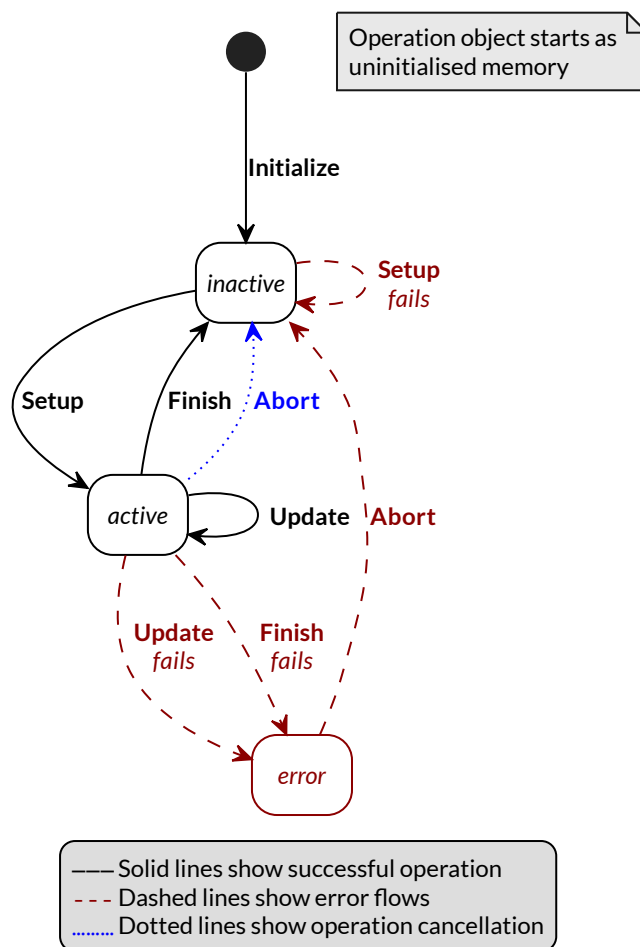 Operation object starts as
uninitialised memory
Initialize
inactive
Setup
fails
Setup
Finish
Abort
active
Update
Abort
Update
fails
Finish
fails
error
Solid lines show successful operation
Dashed lines show error flows
Dotted lines show operation cancellation